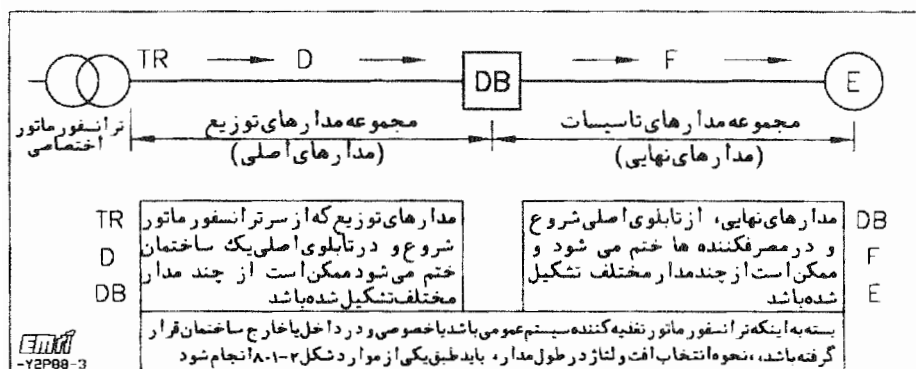 TR D DB F E
ترانسفورماتور
اختصاصی
مجموعه مدارهای توزیع
(مدارهای اصلی)
مجموعه مدارهای تاسیسات
(مدارهای نهایی)
TR
D
DB
مدارهای توزیع که از سر ترانسفورماتور
شروع و در تابلوی اصلی یک ساختمان
ختم می شود ممکن است از چند مدار
مختلف تشکیل شده باشد
مدارهای نهایی، از تابلوی اصلی شروع
و در مصرفکننده ها ختم می شود و
ممکن است از چند مدار مختلف تشکیل
شده باشد
DB
F
E
بسته به اینکه ترانسفورماتور تغذیه کننده سیستم عمومی باشد یا خصوصی و در داخل یا خارج ساختمان قرار
گرفته باشد،، نحوه انتخاب افت ولتاژ در طول مدار، باید طبق یکی از موارد شکل ۲-۱-۸ انجام شود
-Y2P88-3